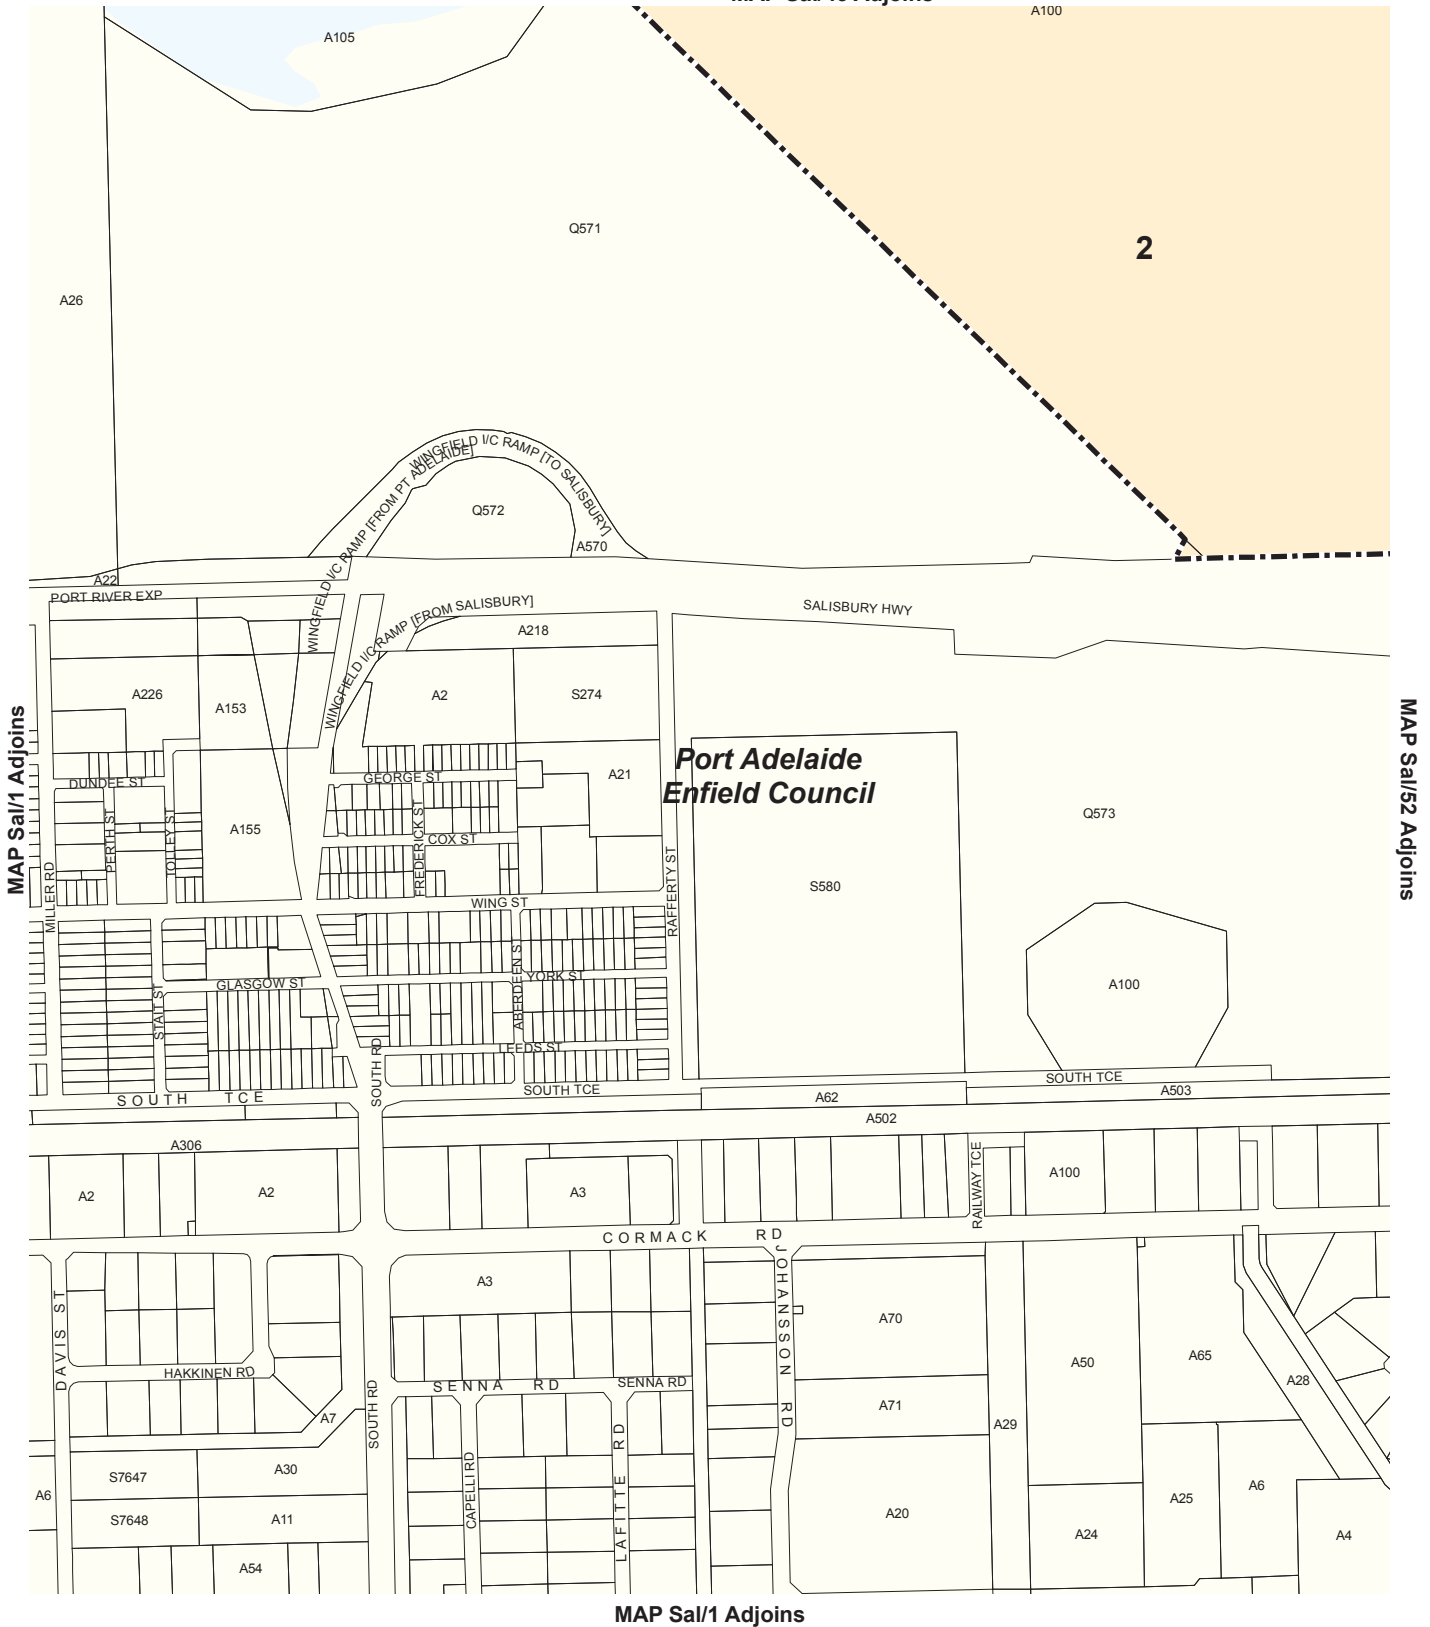 A100
A105
Q571
2
A26
WINGFIELD I/C RAMP [TO SALISBURY]
WINGFIELD I/C RAMP [FROM PT ADELAIDE]
Q572
A570
A22
PORT RIVER EXP
WINGFIELD I/C RAMP [FROM SALISBURY]
SALISBURY HWY
A218
A226
A153
A2
S274
MAP Sal/1 Adjoins
MAP Sal/52 Adjoins
Port Adelaide
Enfield Council
DUNDEE ST
GEORGE ST
A21
Q573
PERTH ST
TOLLEY ST
A155
FREDERICK ST
COX ST
MILLER RD
RAFFERTY ST
S580
WING ST
ABERDEEN ST
YORK ST
GLASGOW ST
STAIT ST
A100
LEEDS ST
SOUTH RD
SOUTH TCE
SOUTH TCE
SOUTH TCE
A62
A503
A502
A306
RAILWAY TCE
A2
A2
A3
A100
CORMACK RD
JOHANSSON RD
A3
A70
DAVIS ST
A50
A65
HAKKINEN RD
SENNA RD
SENNA RD
A28
A7
SOUTH RD
A71
A29
LAFITTE RD
CAPELLI RD
S7647
A30
A6
A25
A6
S7648
A11
A20
A24
A4
A54
MAP Sal/1 Adjoins